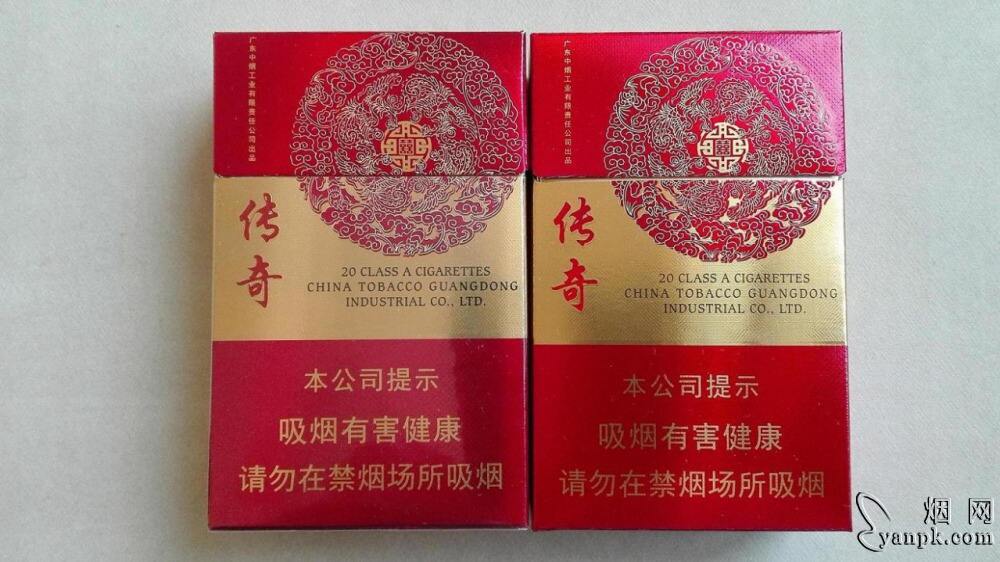 广东中烟工业有限责任公司出品
传奇
20 CLASS A CIGARETTES
CHINA TOBACCO GUANGDONG
INDUSTRIAL CO., LTD.
本公司提示
吸烟有害健康
请勿在禁烟场所吸烟
广东中烟工业有限责任公司出品
传奇
20 CLASS A CIGARETTES
CHINA TOBACCO GUANGDONG
INDUSTRIAL CO., LTD.
本公司提示
吸烟有害健康
请勿在禁烟场所吸烟
烟网
yanpk.com